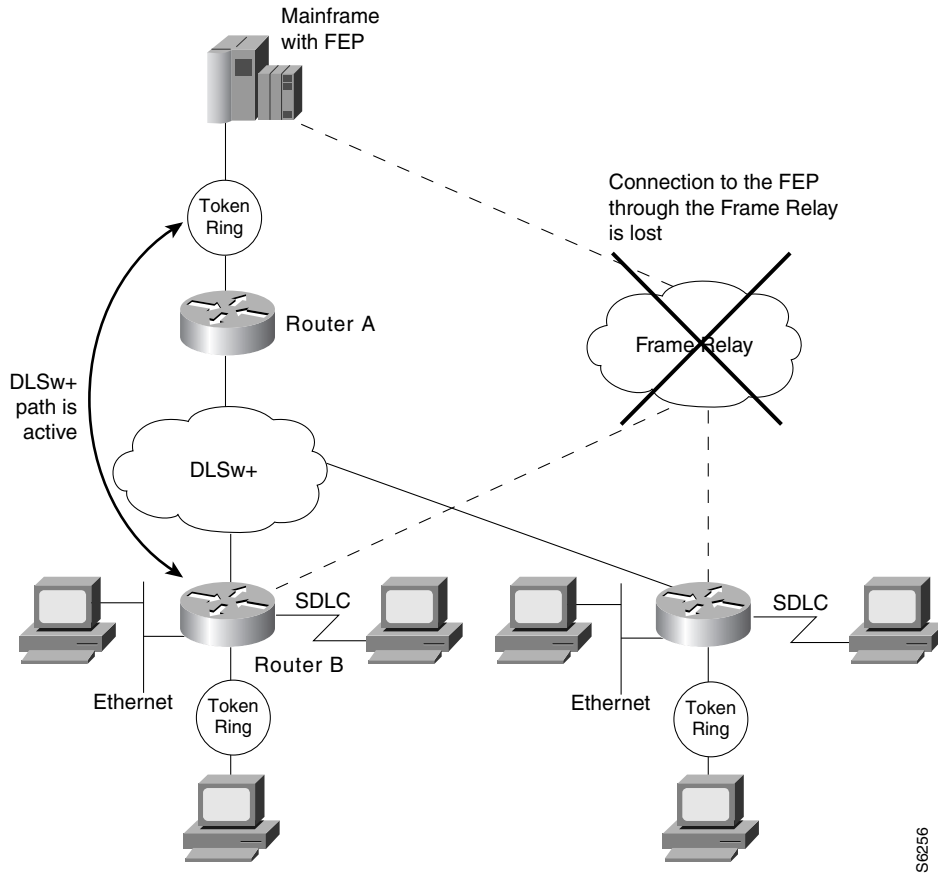 Mainframe
with FEP
Connection to the FEP
through the Frame Relay
is lost
Token
Ring
Router A
Frame Relay
DLSw+
path is
active
DLSw+
SDLC
SDLC
Router B
Ethernet
Ethernet
Token
Ring
Token
Ring
S6256